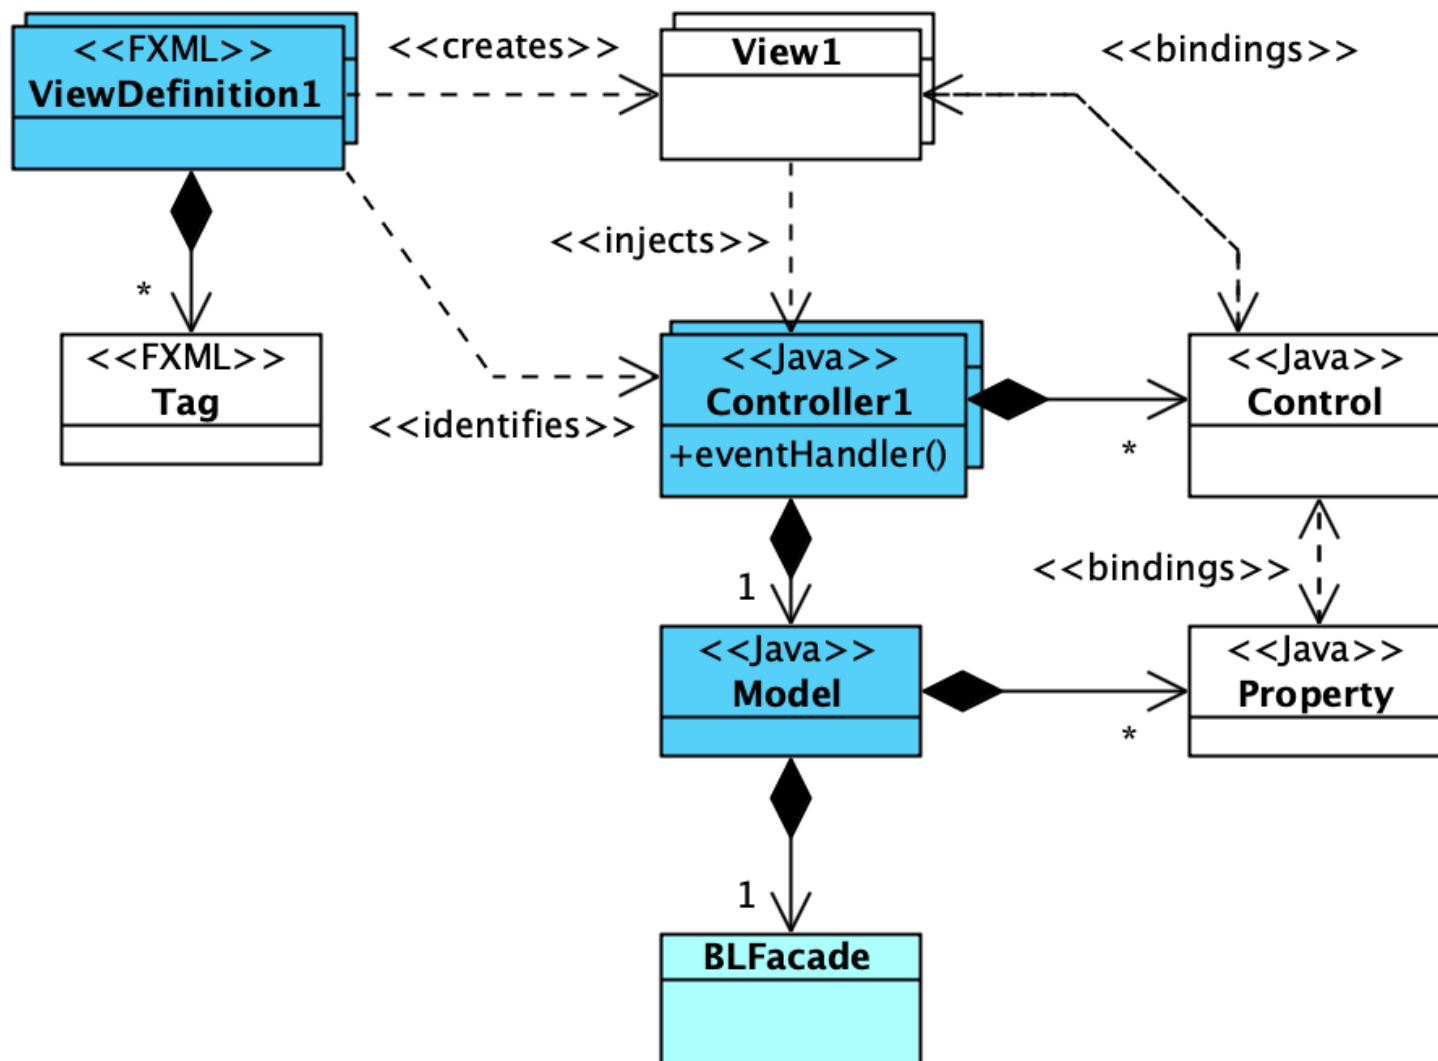 <<FXML>>
ViewDefinition1
<<creates>>
View1
<<bindings>>
<<injects>>
*
<<FXML>>
Tag
<<identifies>>
<<Java>>
Controller1
+eventHandler()
*
<<Java>>
Control
1
<<bindings>>
<<Java>>
Model
*
<<Java>>
Property
1
BLFacade